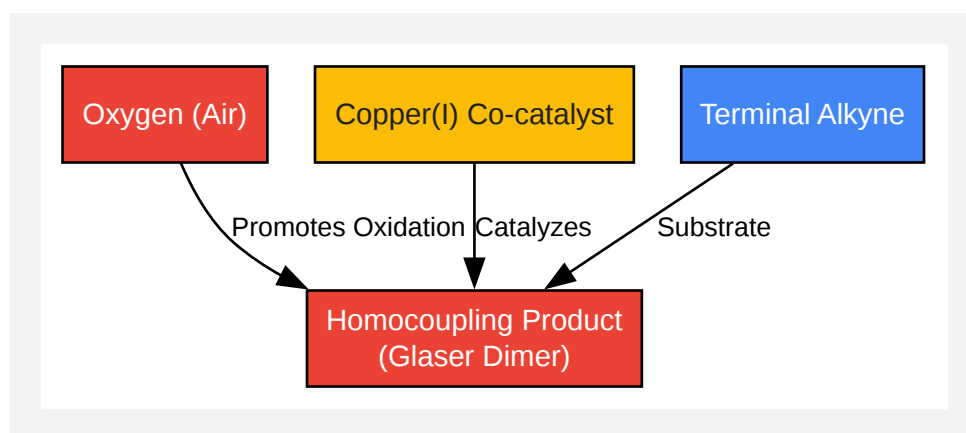 Oxygen (Air)
Copper(I) Co-catalyst
Terminal Alkyne
Promotes Oxidation
Catalyzes
Substrate
Homocoupling Product
(Glaser Dimer)